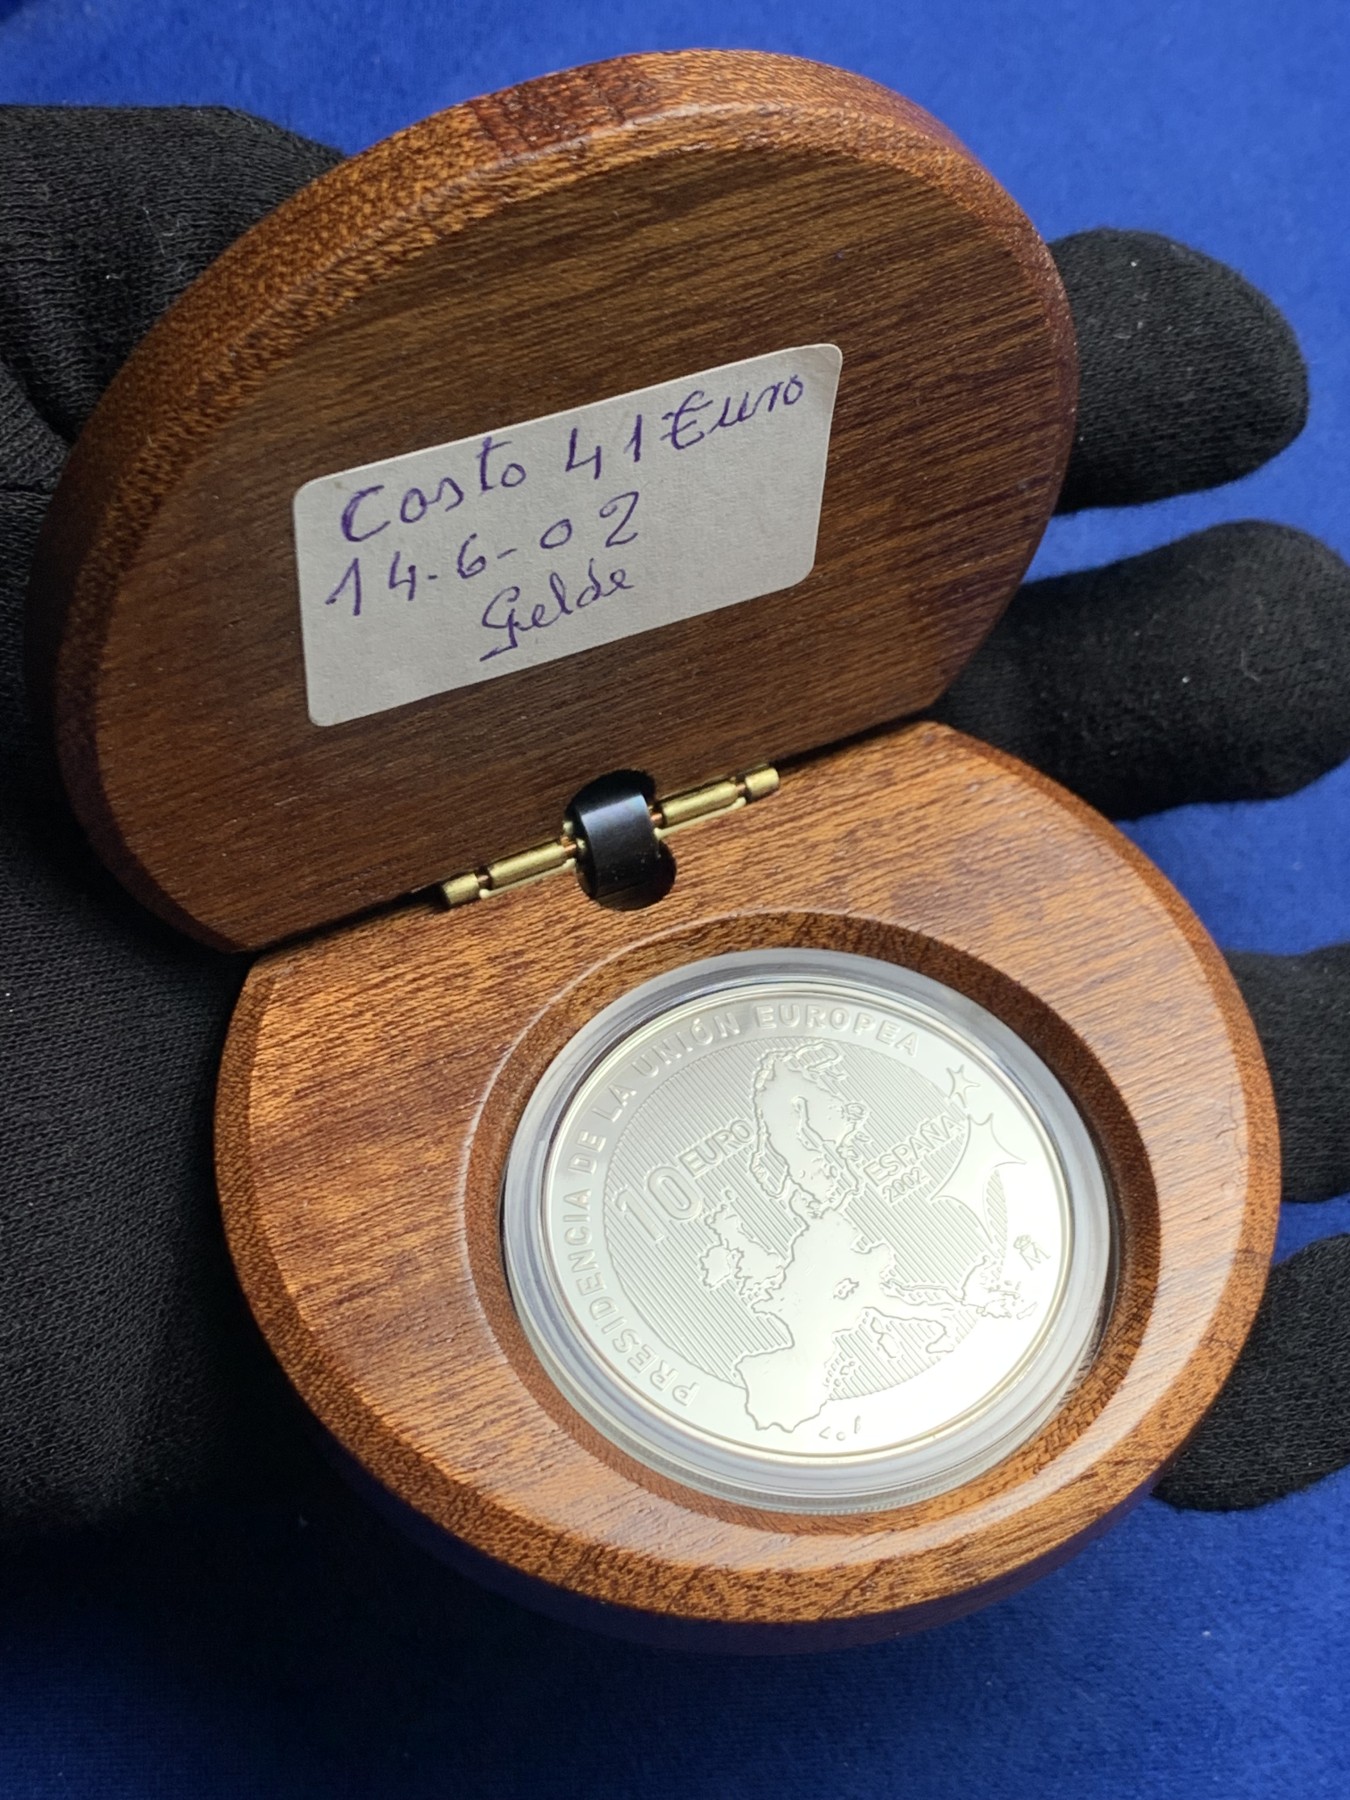 Costo 41 Euro
14-6-02
Gelde
PRESIDENCIA DE LA UNIÓN EUROPEA
10 EURO
ESPAÑA
2002
M